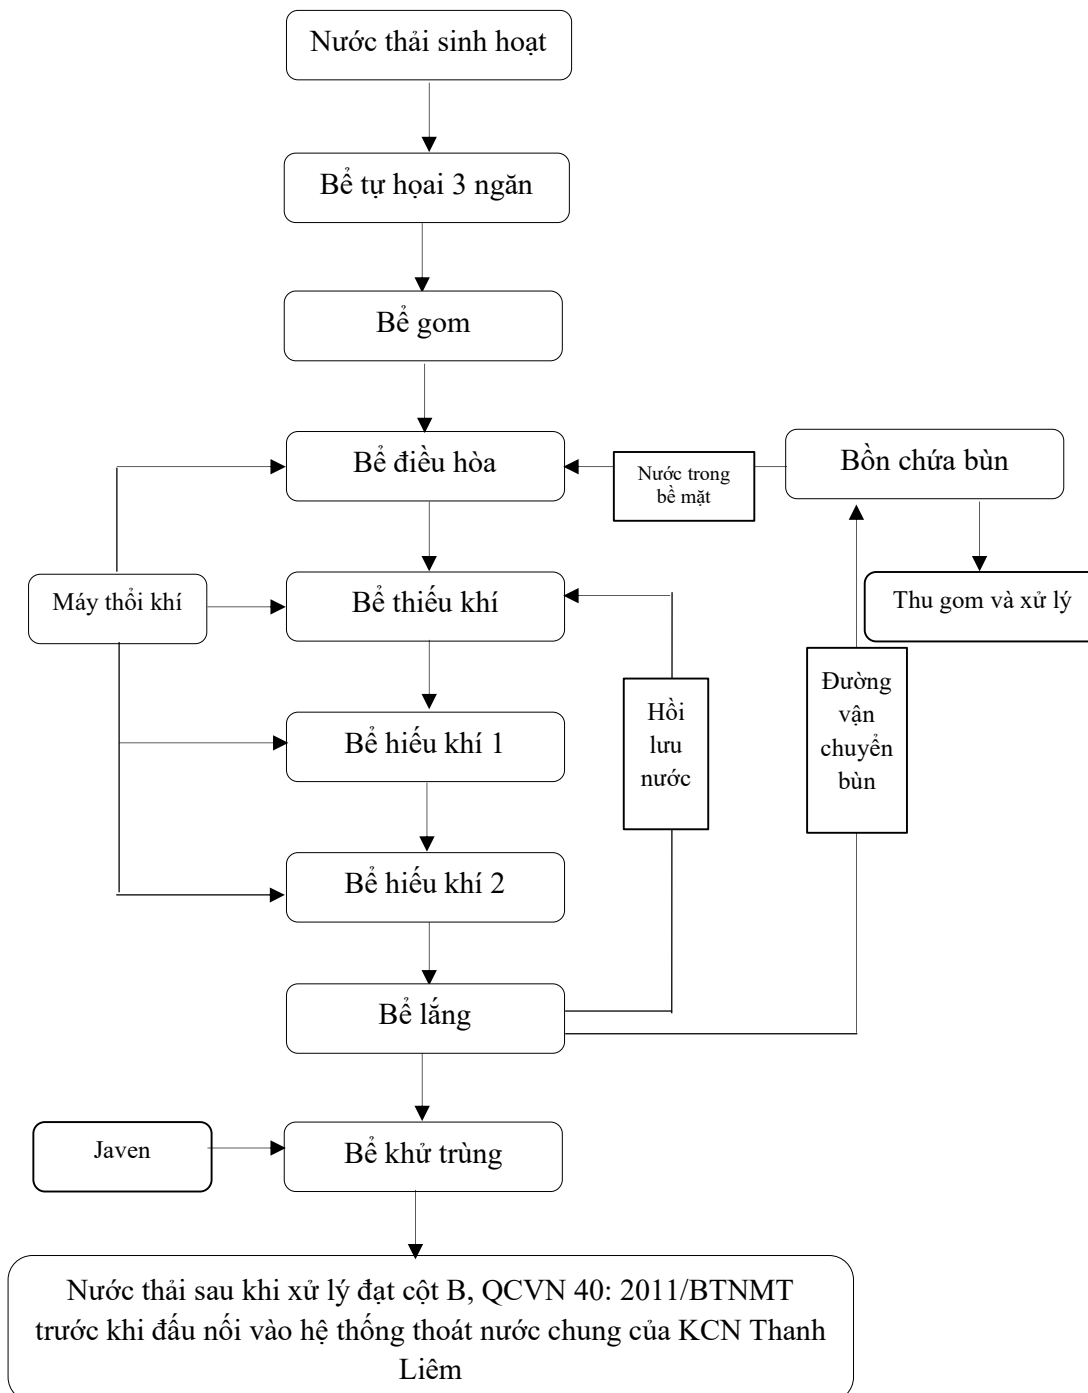 Nước thải sinh hoạt
Bể tự họai 3 ngăn
Bể gom
Bể điều hòa
Nước trong
bề mặt
Bồn chứa bùn
Máy thổi khí
Bể thiếu khí
Thu gom và xử lý
Hồi
lưu
nước
Đường
vận
chuyển
bùn
Bể hiếu khí 1
Bể hiếu khí 2
Bể lắng
Javen
Bể khử trùng
Nước thải sau khi xử lý đạt cột B, QCVN 40: 2011/BTNMT
trước khi đấu nối vào hệ thống thoát nước chung của KCN Thanh
Liêm